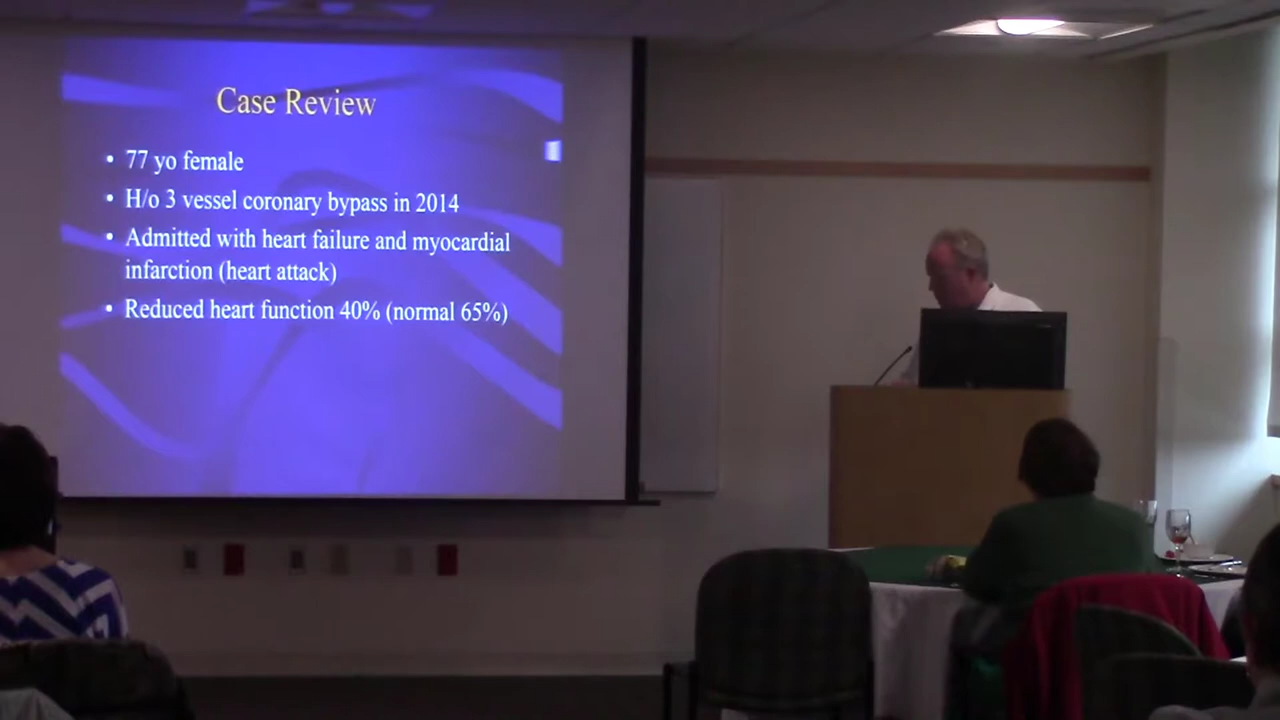 Case Review
• 77 yo female
• H/o 3 vessel coronary bypass in 2014
• Admitted with heart failure and myocardial
infarction (heart attack)
• Reduced heart function 40% (normal 65%)